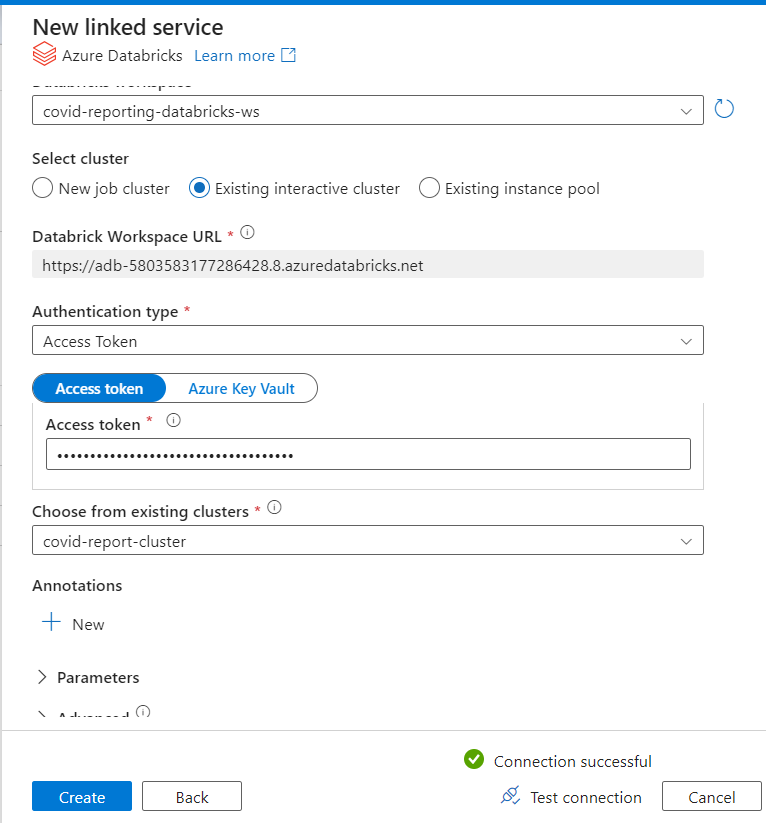 New linked service
Azure Databricks Learn more
Databricks workspace
covid-reporting-databricks-ws
Select cluster
New job cluster Existing interactive cluster Existing instance pool
Databrick Workspace URL *
https://adb-5803583177286428.8.azuredatabricks.net
Authentication type *
Access Token
Access token Azure Key Vault
Access token *
••••••••••••••••••••••••••••••••••••
Choose from existing clusters *
covid-report-cluster
Annotations
New
Parameters
Advanced
Connection successful
Create Back Test connection Cancel